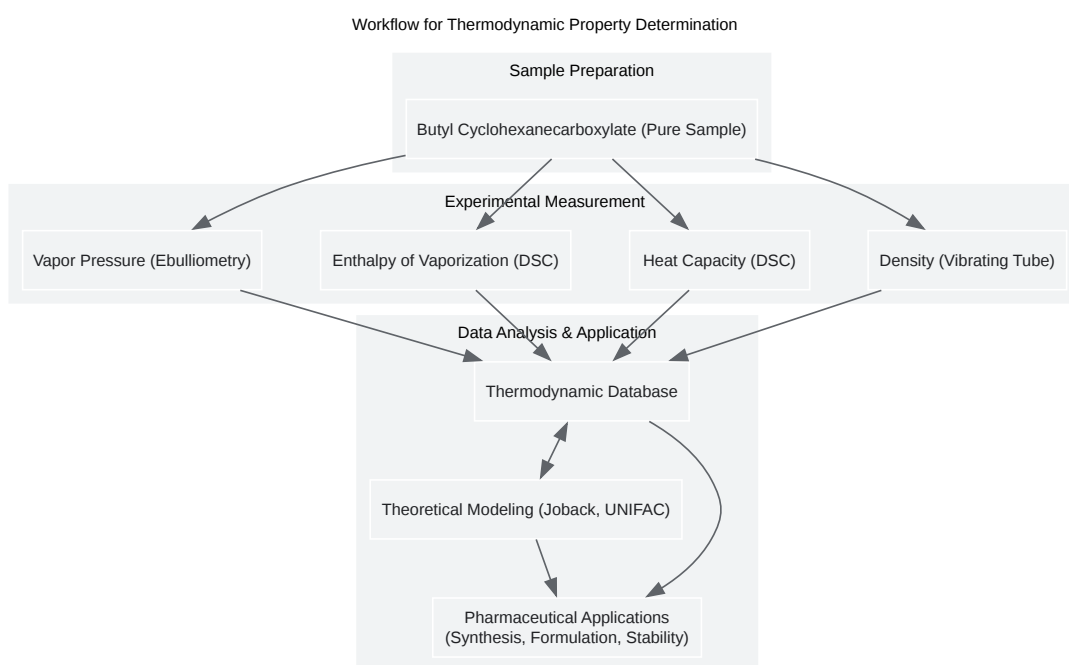 Workflow for Thermodynamic Property Determination
Sample Preparation
Butyl Cyclohexanecarboxylate (Pure Sample)
Experimental Measurement
Vapor Pressure (Ebulliometry)
Enthalpy of Vaporization (DSC)
Heat Capacity (DSC)
Density (Vibrating Tube)
Data Analysis & Application
Thermodynamic Database
Theoretical Modeling (Joback, UNIFAC)
Pharmaceutical Applications
(Synthesis, Formulation, Stability)